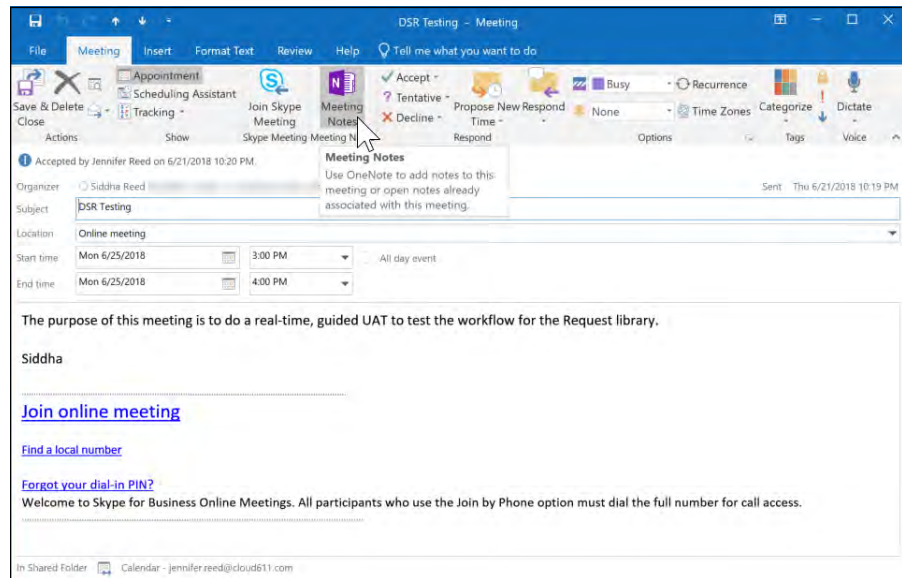 DSR Testing - Meeting
File Meeting Insert Format Text Review Help Tell me what you want to do
Save & Close
Delete
Appointment
Scheduling Assistant
Tracking
Join Skype Meeting
Meeting Notes
Accept
? Tentative
Decline
Propose New Time
Respond
Busy
None
Recurrence
Time Zones
Categorize
Dictate
Actions Show Skype Meeting Meeting N Respond Options Tags Voice
Accepted by Jennifer Reed on 6/21/2018 10:20 PM.
Meeting Notes
Use OneNote to add notes to this
meeting or open notes already
associated with this meeting.
Organizer Siddha Reed Sent Thu 6/21/2018 10:19 PM
Subject DSR Testing
Location Online meeting
Start time Mon 6/25/2018 3:00 PM All day event
End time Mon 6/25/2018 4:00 PM
The purpose of this meeting is to do a real-time, guided UAT to test the workflow for the Request library.
Siddha
Join online meeting
Find a local number
Forgot your dial-in PIN?
Welcome to Skype for Business Online Meetings. All participants who use the Join by Phone option must dial the full number for call access.
In Shared Folder Calendar - jennifer.reed@cloud611.com